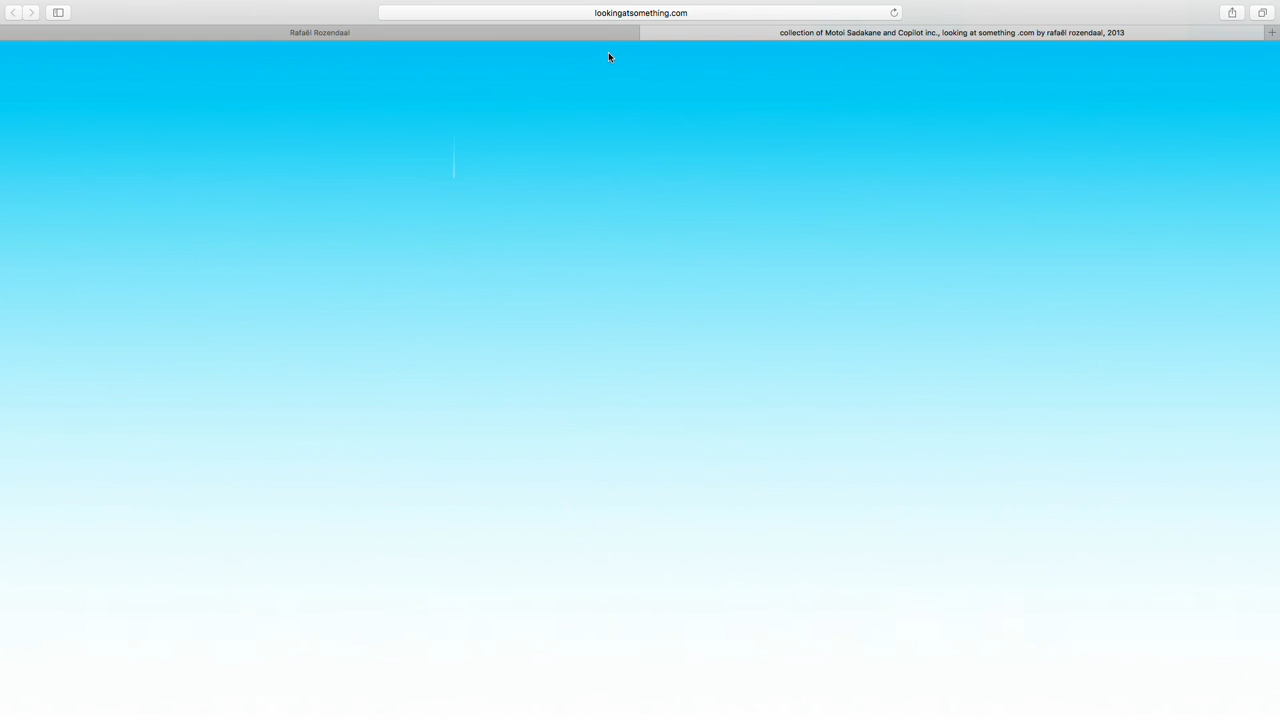 lookingatsomething.com
Rafaël Rozendaal
collection of Motoi Sadakane and Copilot inc., looking at something .com by rafaël rozendaal, 2013